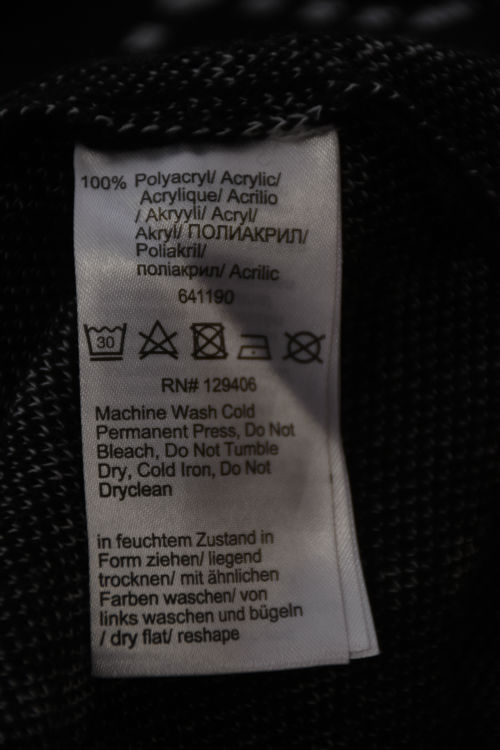 100% Polyacryl/ Acrylic/
Acrylique/ Acrilio
/ Akryyli/ Acryl/
Akryl/ ПОЛИАКРИЛ/
Poliakril/
поліакрил/ Acrilic
641190
30
RN# 129406
Machine Wash Cold
Permanent Press, Do Not
Bleach, Do Not Tumble
Dry, Cold Iron, Do Not
Dryclean
in feuchtem Zustand in
Form ziehen/ liegend
trocknen/ mit ähnlichen
Farben waschen/ von
links waschen und bügeln
/ dry flat/ reshape